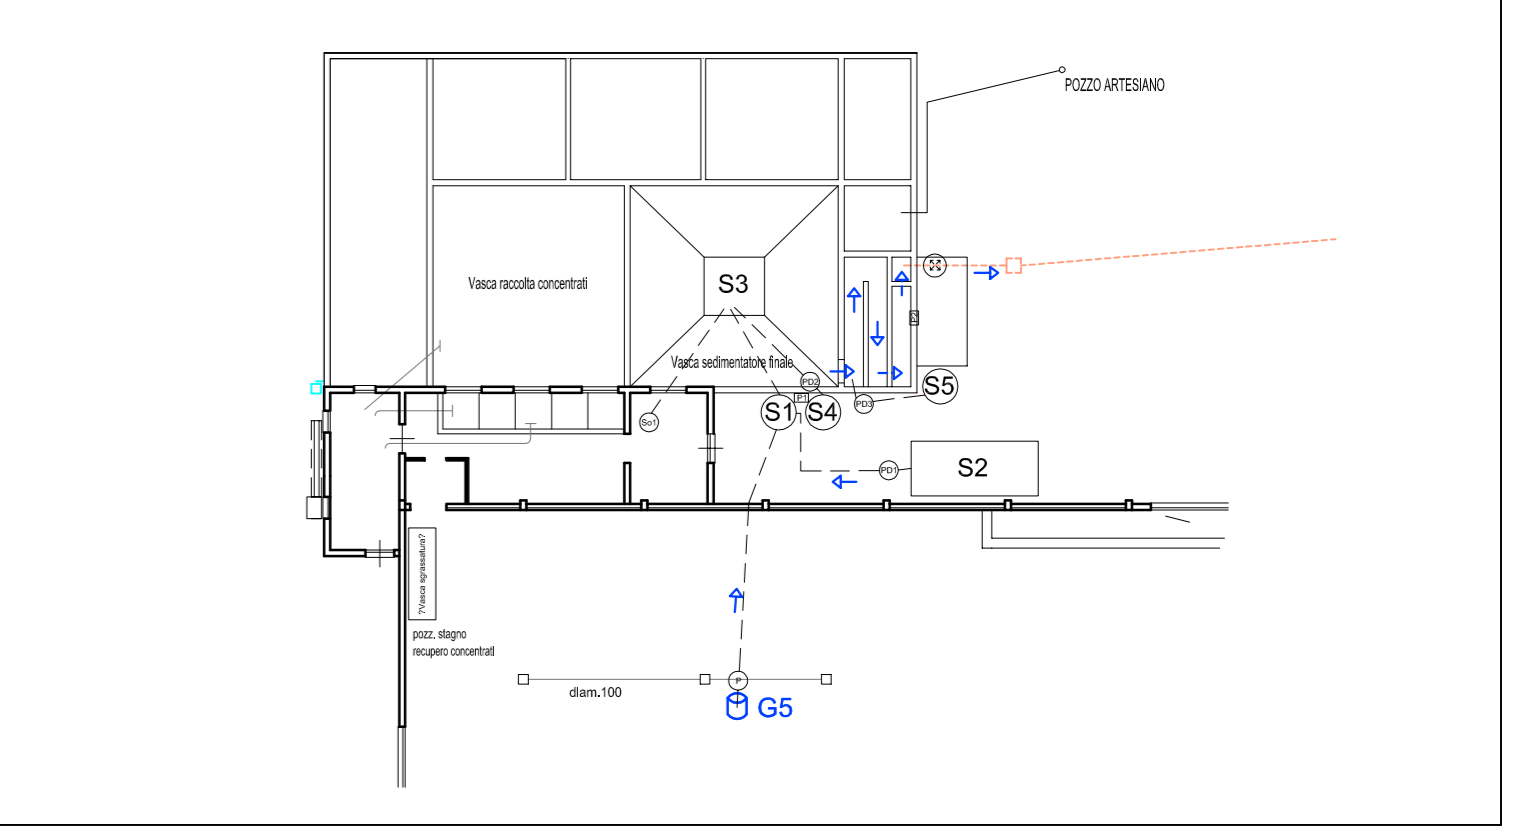 POZZO ARTESIANO
Vasca raccolta concentrati
S3
P2
Vasca sedimentatore finale
PD2
S5
P1
PD3
So1
S1
S4
PD1
S2
?Vasca sgrassatura?
pozz. stagno
recupero concentrati
P
diam.100
G5